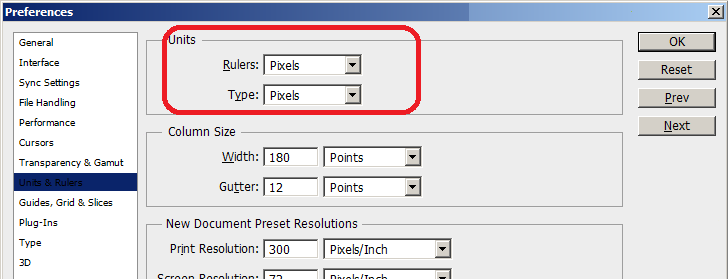 Preferences
General
Interface
Sync Settings
File Handling
Performance
Cursors
Transparency & Gamut
Units & Rulers
Guides, Grid & Slices
Plug-Ins
Type
3D
Units
Rulers: Pixels
Type: Pixels
Column Size
Width: 180 Points
Gutter: 12 Points
New Document Preset Resolutions
Print Resolution: 300 Pixels/Inch
Screen Resolution: 72 Pixels/Inch
OK
Reset
Prev
Next